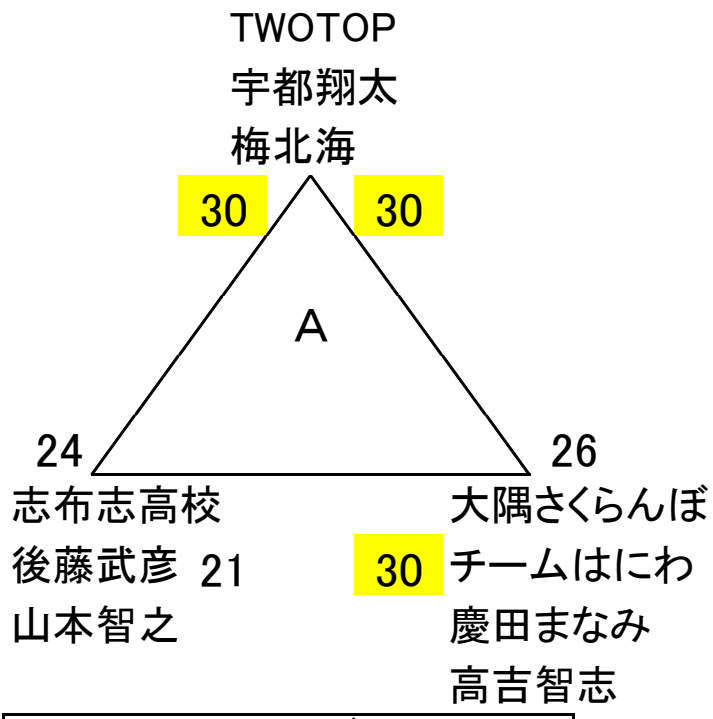 TWOTOP
宇都翔太
梅北海
30 30
A
24 26
志布志高校 大隅さくらんぼ
後藤武彦 21 30 チームはにわ
山本智之 慶田まなみ
高吉智志